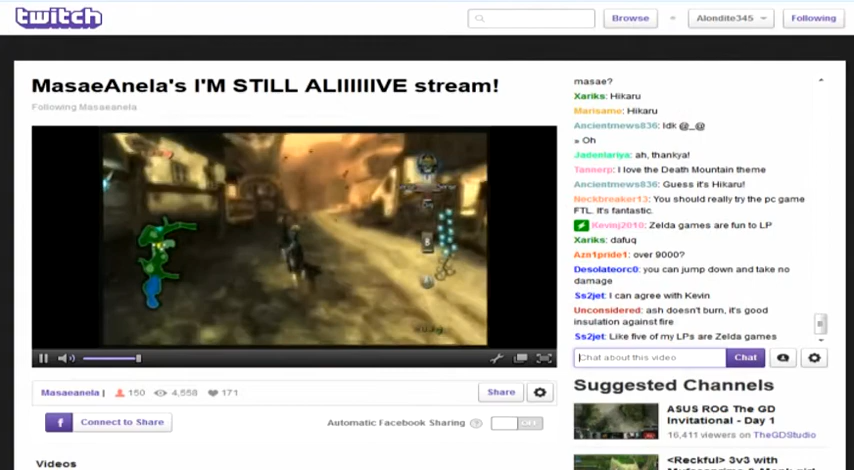 twitch
Browse
Alondite345
Following
MasaeAnela's I'M STILL ALIIIIIIVE stream!
Following Masaeanela
masae?
Xariks: Hikaru
Marisame: Hikaru
Ancientnews836: Idk @_@
» Oh
Jadenlariya: ah, thankya!
Tannerp: I love the Death Mountain theme
Ancientnews836: Guess it's Hikaru!
Neckbreaker13: You should really try the pc game
FTL. It's fantastic.
Kevinj2010: Zelda games are fun to LP
Xariks: dafuq
Azn1pride1: over 9000?
Desolateorc0: you can jump down and take no
damage
Ss2jet: I can agree with Kevin
Unconsidered: ash doesn't burn, it's good
insulation against fire
Ss2jet: Like five of my LPs are Zelda games
Chat about this video
Chat
Masaeanela | 150 4,558 171
Share
f Connect to Share
Automatic Facebook Sharing ? OFF
Videos
Suggested Channels
ASUS ROG The GD
Invitational - Day 1
16,411 viewers on TheGDStudio
<Reckful> 3v3 with